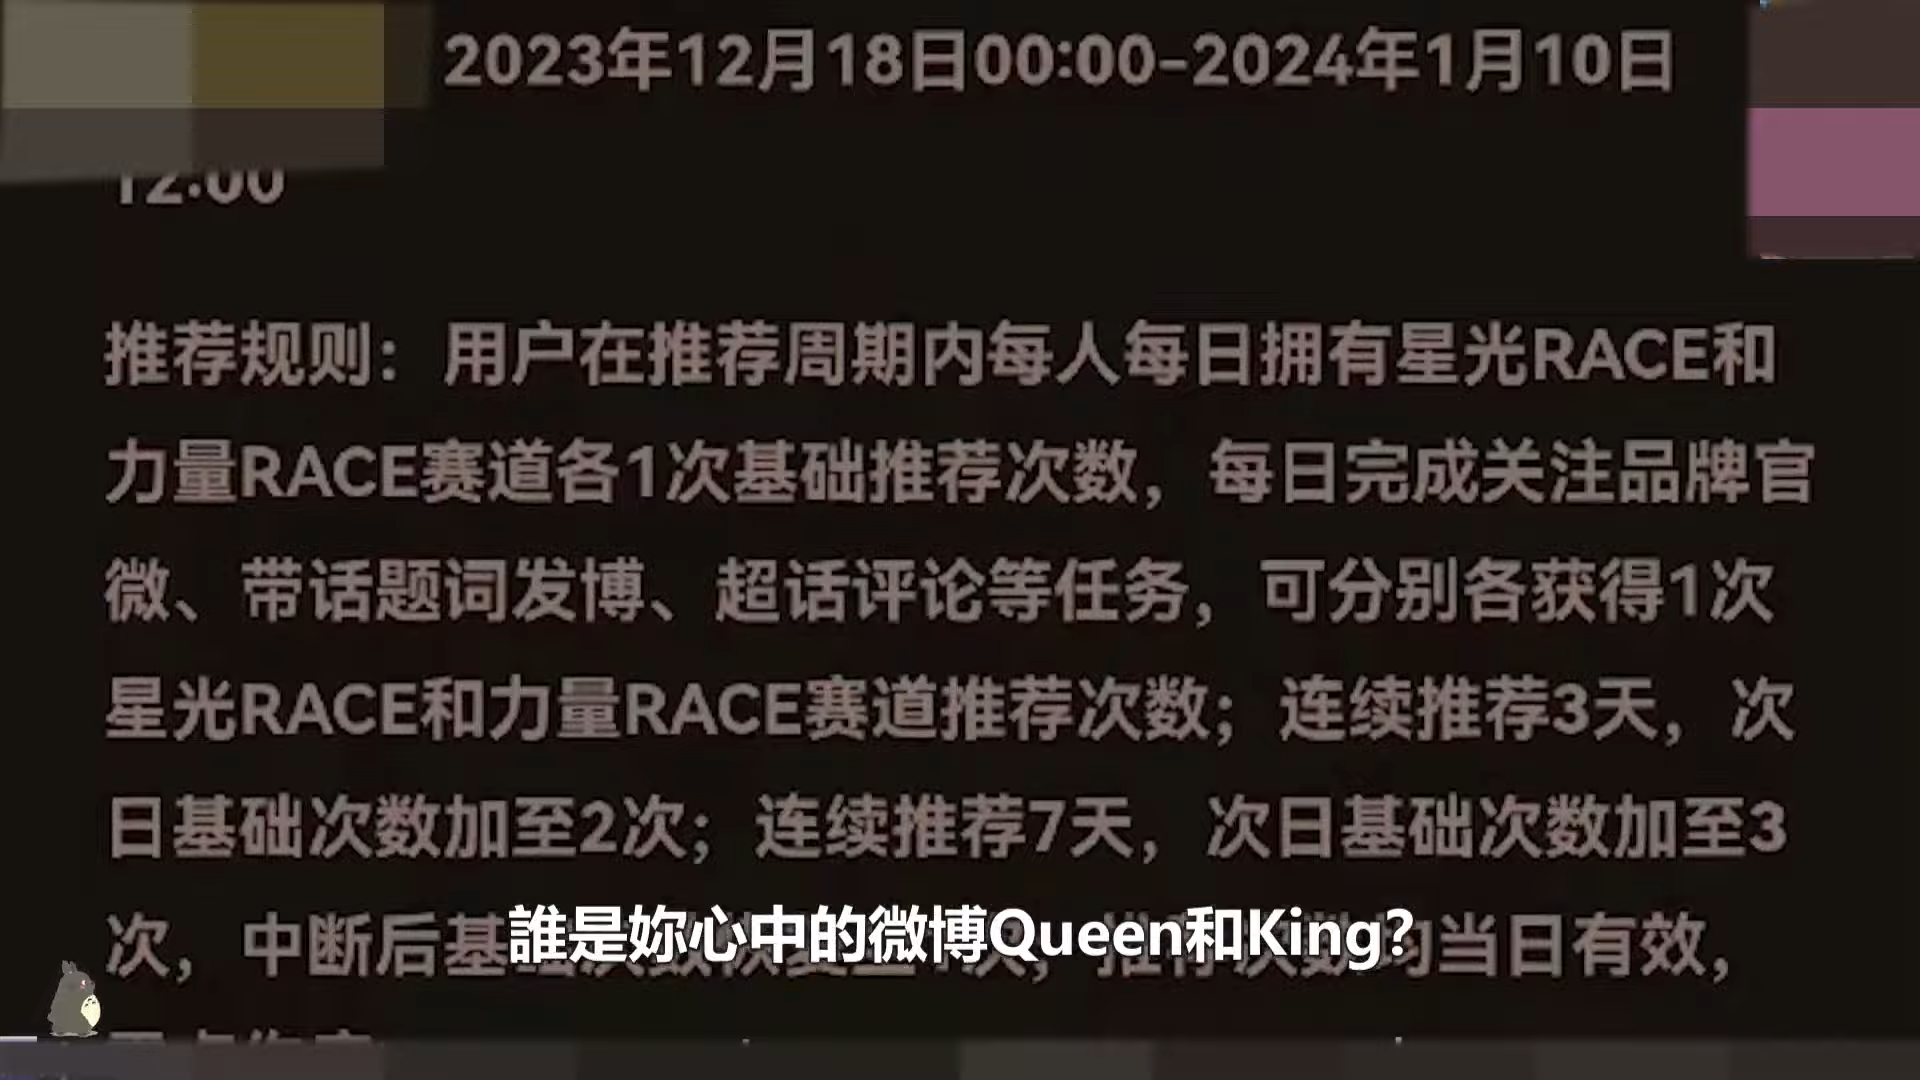 2023年12月18日00:00-2024年1月10日
12:00
推荐规则：用户在推荐周期内每人每日拥有星光RACE和
力量RACE赛道各1次基础推荐次数，每日完成关注品牌官
微、带话题词发博、超话评论等任务，可分别各获得1次
星光RACE和力量RACE赛道推荐次数；连续推荐3天，次
日基础次数加至2次；连续推荐7天，次日基础次数加至3
次，中断后基 当日有效，
誰是妳心中的微博Queen和King?